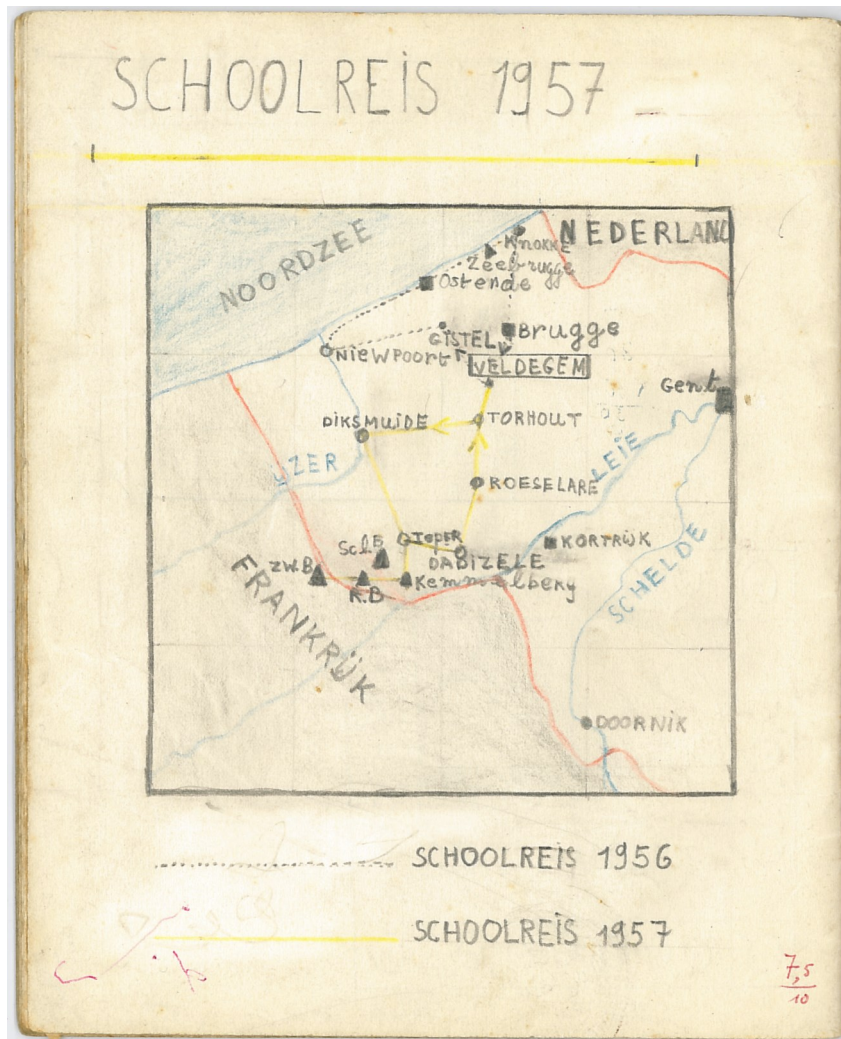 SCHOOLREIS 1957
NOORDZEE
NEDERLAND
KNOKKE
Zeebrugge
Ostende
Brugge
GISTEL
NIEWPOORT
VELDEGEM
Gent
DIKSMUIDE
TORHOUT
LEIE
IJZER
ROESELARE
IEPER
KORTRIJK
Sch.B
DADIZELE
ZW.B
Kemmelberg
R.B
SCHELDE
FRANKRIJK
DOORNIK
SCHOOLREIS 1956
SCHOOLREIS 1957
7,5
10